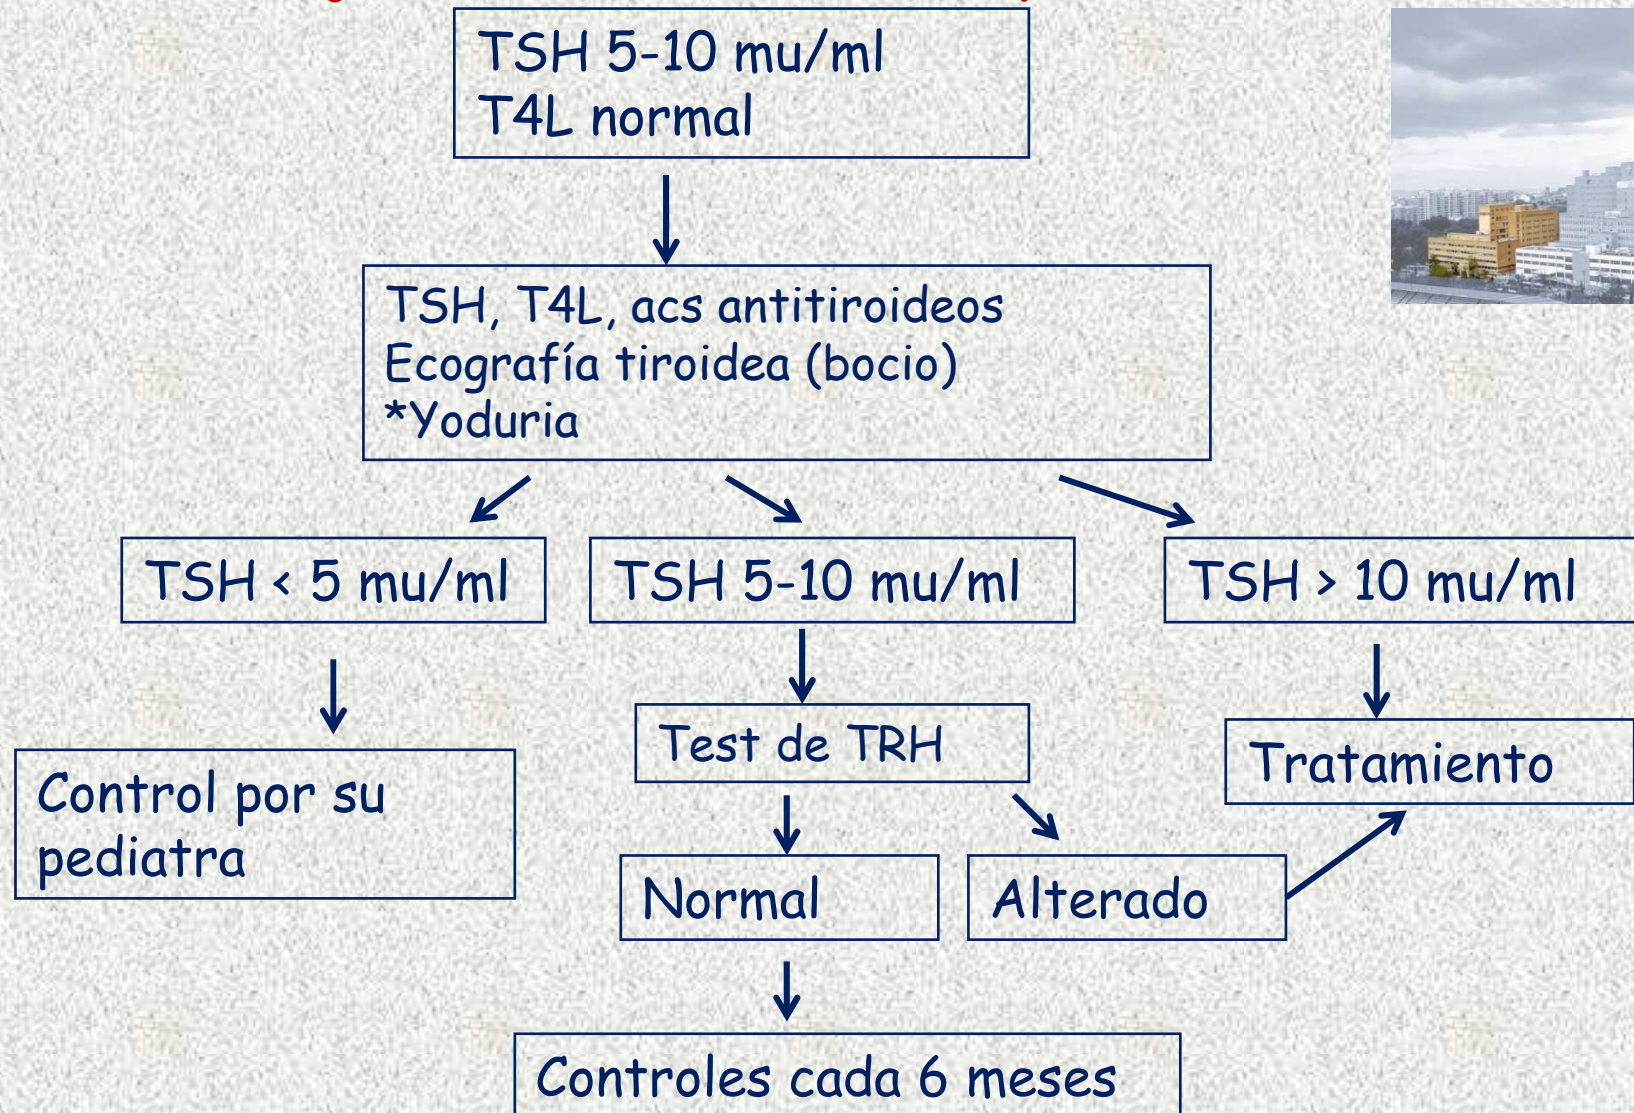 TSH 5-10 mu/ml
T4L normal
TSH, T4L, acs antitiroideos
Ecografía tiroidea (bocio)
*Yoduria
TSH < 5 mu/ml
TSH 5-10 mu/ml
TSH > 10 mu/ml
Test de TRH
Tratamiento
Control por su
pediatra
Normal
Alterado
Controles cada 6 meses